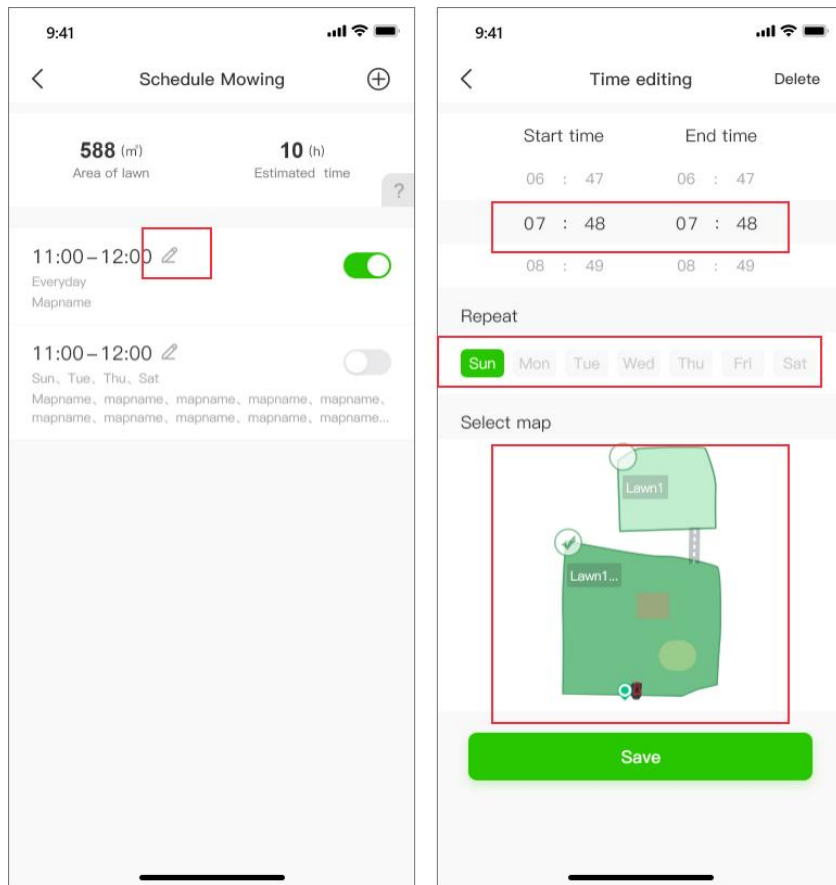 9:41
Schedule Mowing
588 (㎡)
10 (h)
Area of lawn
Estimated time
?
11:00–12:00
Everyday
Mapname
11:00–12:00
Sun、Tue、Thu、Sat
Mapname、mapname、mapname、mapname、mapname、
mapname、mapname、mapname、mapname、mapname...
9:41
Time editing
Delete
Start time
End time
06 : 47
06 : 47
07 : 48
07 : 48
08 : 49
08 : 49
Repeat
Sun Mon Tue Wed Thu Fri Sat
Select map
Lawn1
Lawn1...
Save